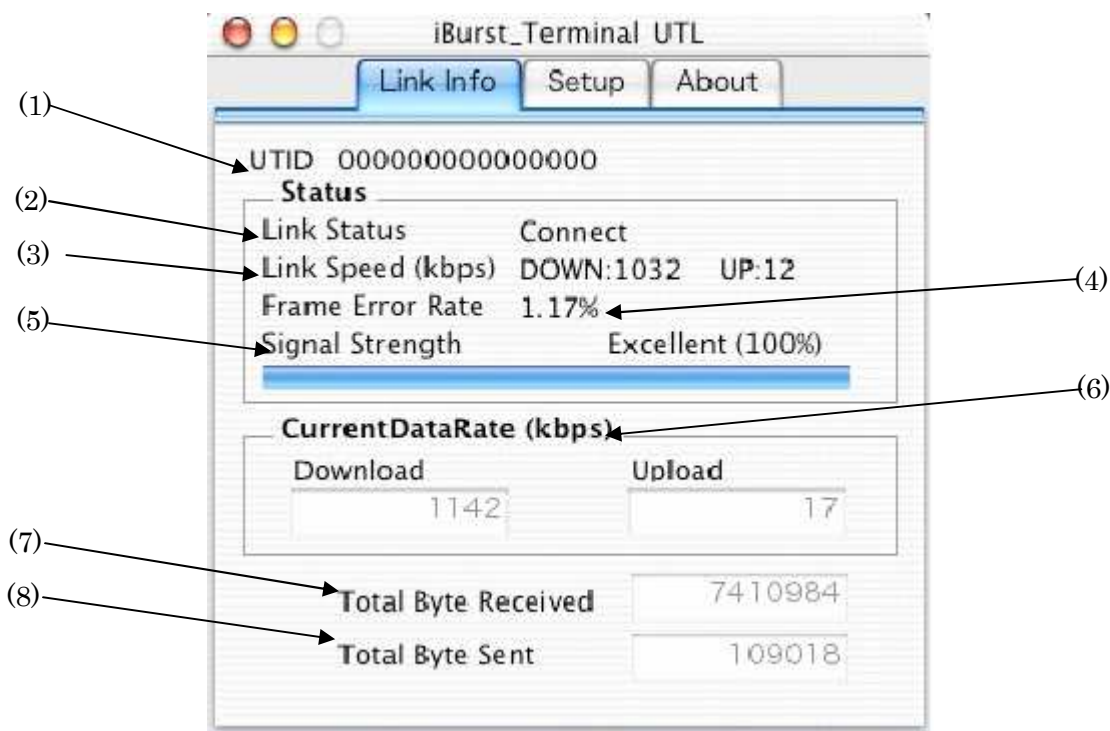 iBurst_Terminal UTL
Link Info Setup About
(1)
UTID 000000000000000
Status
(2)
Link Status Connect
(3)
Link Speed (kbps) DOWN:1032 UP:12
(4)
Frame Error Rate 1.17%
(5)
Signal Strength Excellent (100%)
(6)
CurrentDataRate (kbps)
Download Upload
1142 17
(7)
Total Byte Received 7410984
(8)
Total Byte Sent 109018